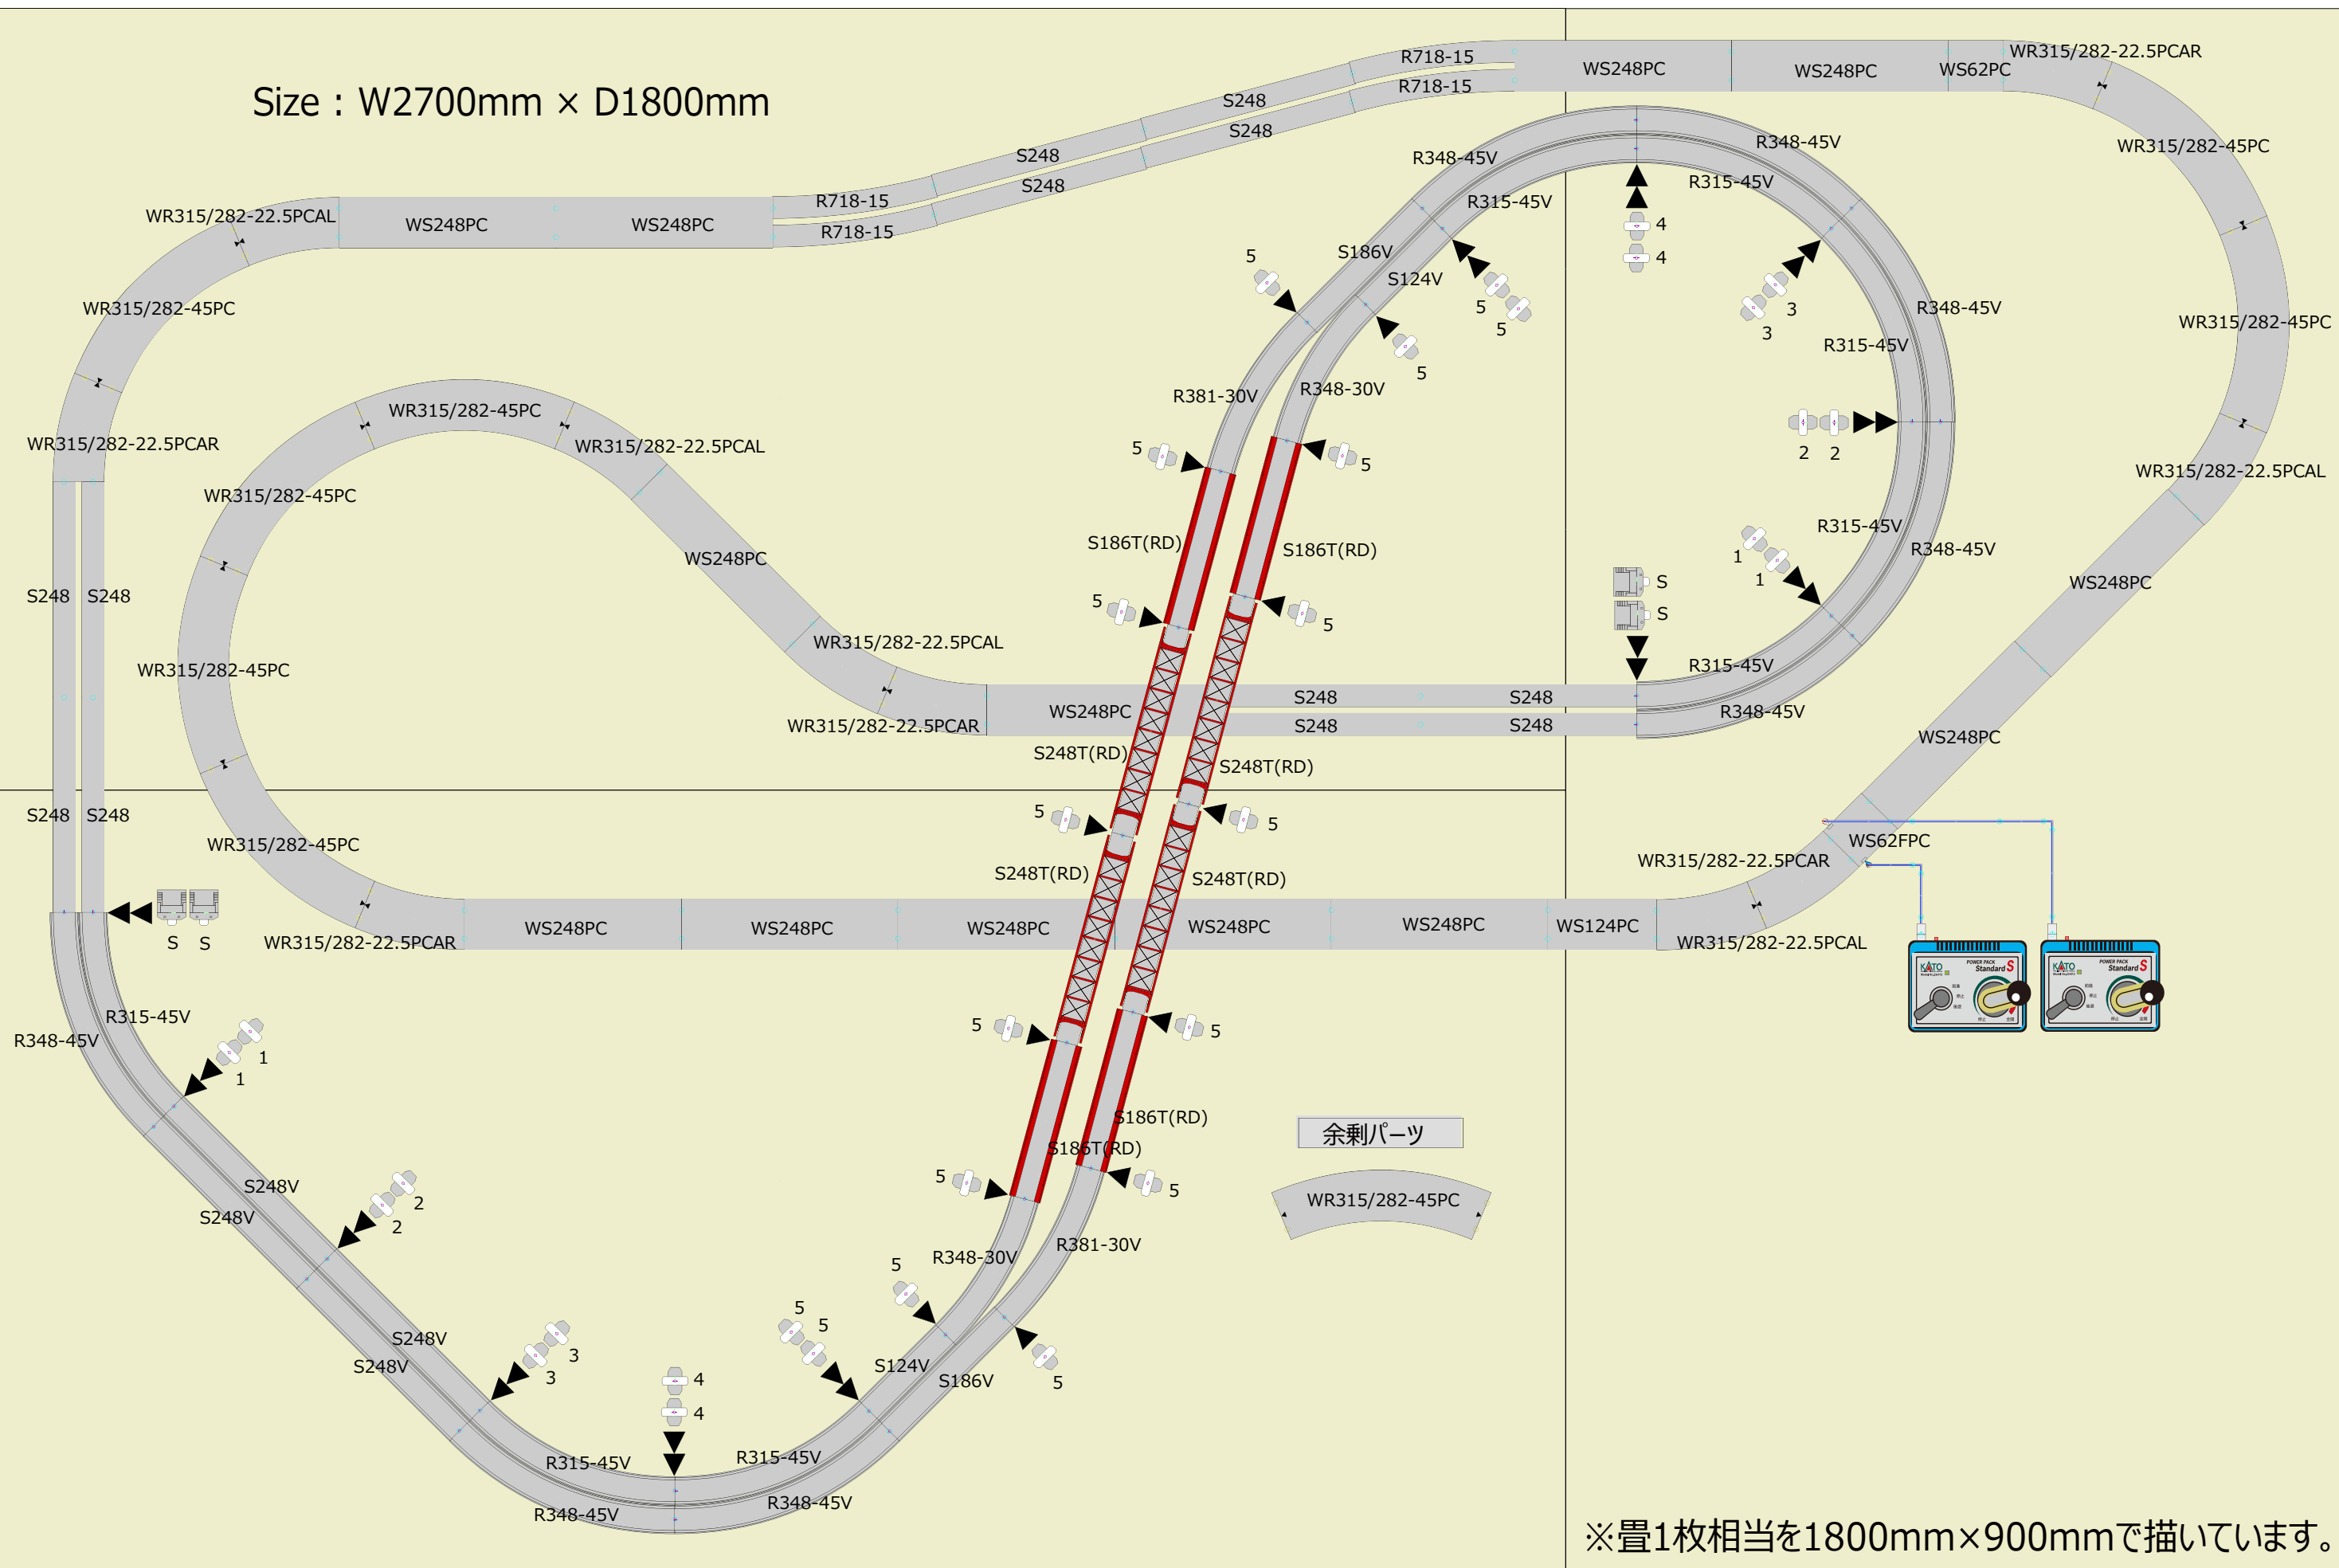 Size：W2700mm × D1800mm
R718-15
R718-15
WS248PC
WS248PC
WS62PC
WR315/282-22.5PCAR
S248
S248
WR315/282-45PC
R348-45V
R348-45V
S248
S248
R315-45V
R315-45V
R718-15
R718-15
WR315/282-22.5PCAL
WS248PC
WS248PC
4
4
S186V
S124V
5
5
5
3
3
WR315/282-45PC
R348-45V
WR315/282-45PC
R315-45V
5
R381-30V
R348-30V
WR315/282-45PC
WR315/282-22.5PCAR
WR315/282-22.5PCAL
5
5
2
2
WR315/282-22.5PCAL
WR315/282-45PC
R315-45V
S186T(RD)
S186T(RD)
R348-45V
1
1
WS248PC
S
S
WS248PC
S248
S248
5
5
WR315/282-22.5PCAL
WR315/282-45PC
R315-45V
S248
S248
WS248PC
R348-45V
WR315/282-22.5PCAR
S248
S248
WS248PC
S248T(RD)
S248T(RD)
S248
S248
5
5
WR315/282-45PC
WS62FPC
WR315/282-22.5PCAR
S248T(RD)
S248T(RD)
WR315/282-22.5PCAR
WS248PC
WS248PC
WS248PC
WS248PC
WS248PC
WS124PC
WR315/282-22.5PCAL
S
S
KATO
POWER PACK
Standard S
KATO
POWER PACK
Standard S
R315-45V
R348-45V
1
1
5
5
S186T(RD)
S186T(RD)
余剰パーツ
WR315/282-45PC
S248V
S248V
2
2
5
5
R348-30V
R381-30V
5
5
5
S248V
S248V
3
3
S124V
S186V
5
4
4
R315-45V
R315-45V
R348-45V
R348-45V
※畳1枚相当を1800mm×900mmで描いています。